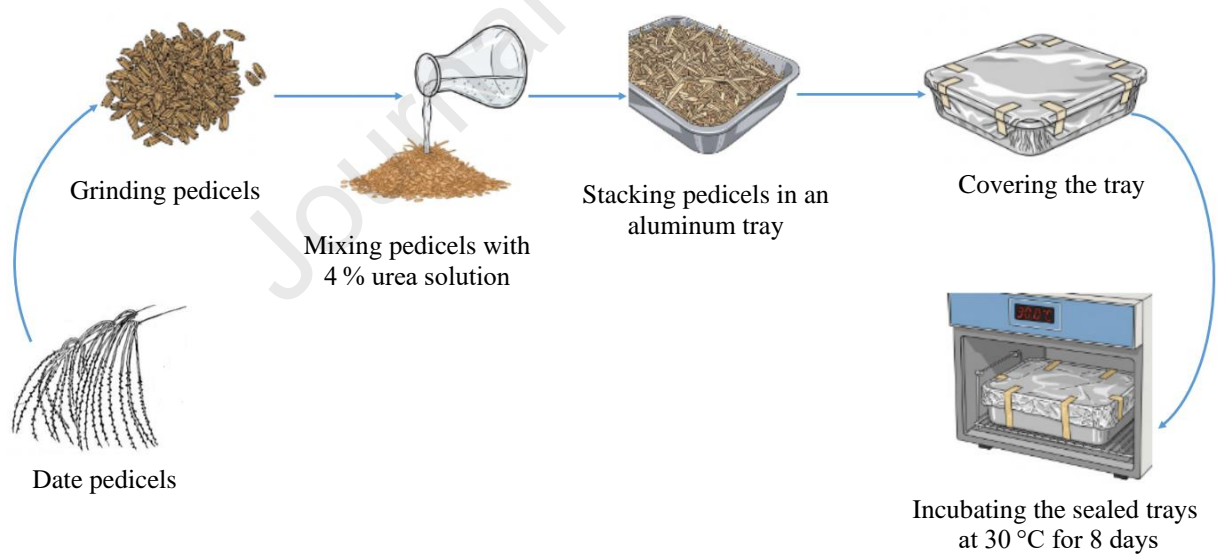 Date pedicels
Grinding pedicels
Mixing pedicels with
4 % urea solution
Stacking pedicels in an
aluminum tray
Covering the tray
30.0°C
Incubating the sealed trays
at 30 °C for 8 days
Journal